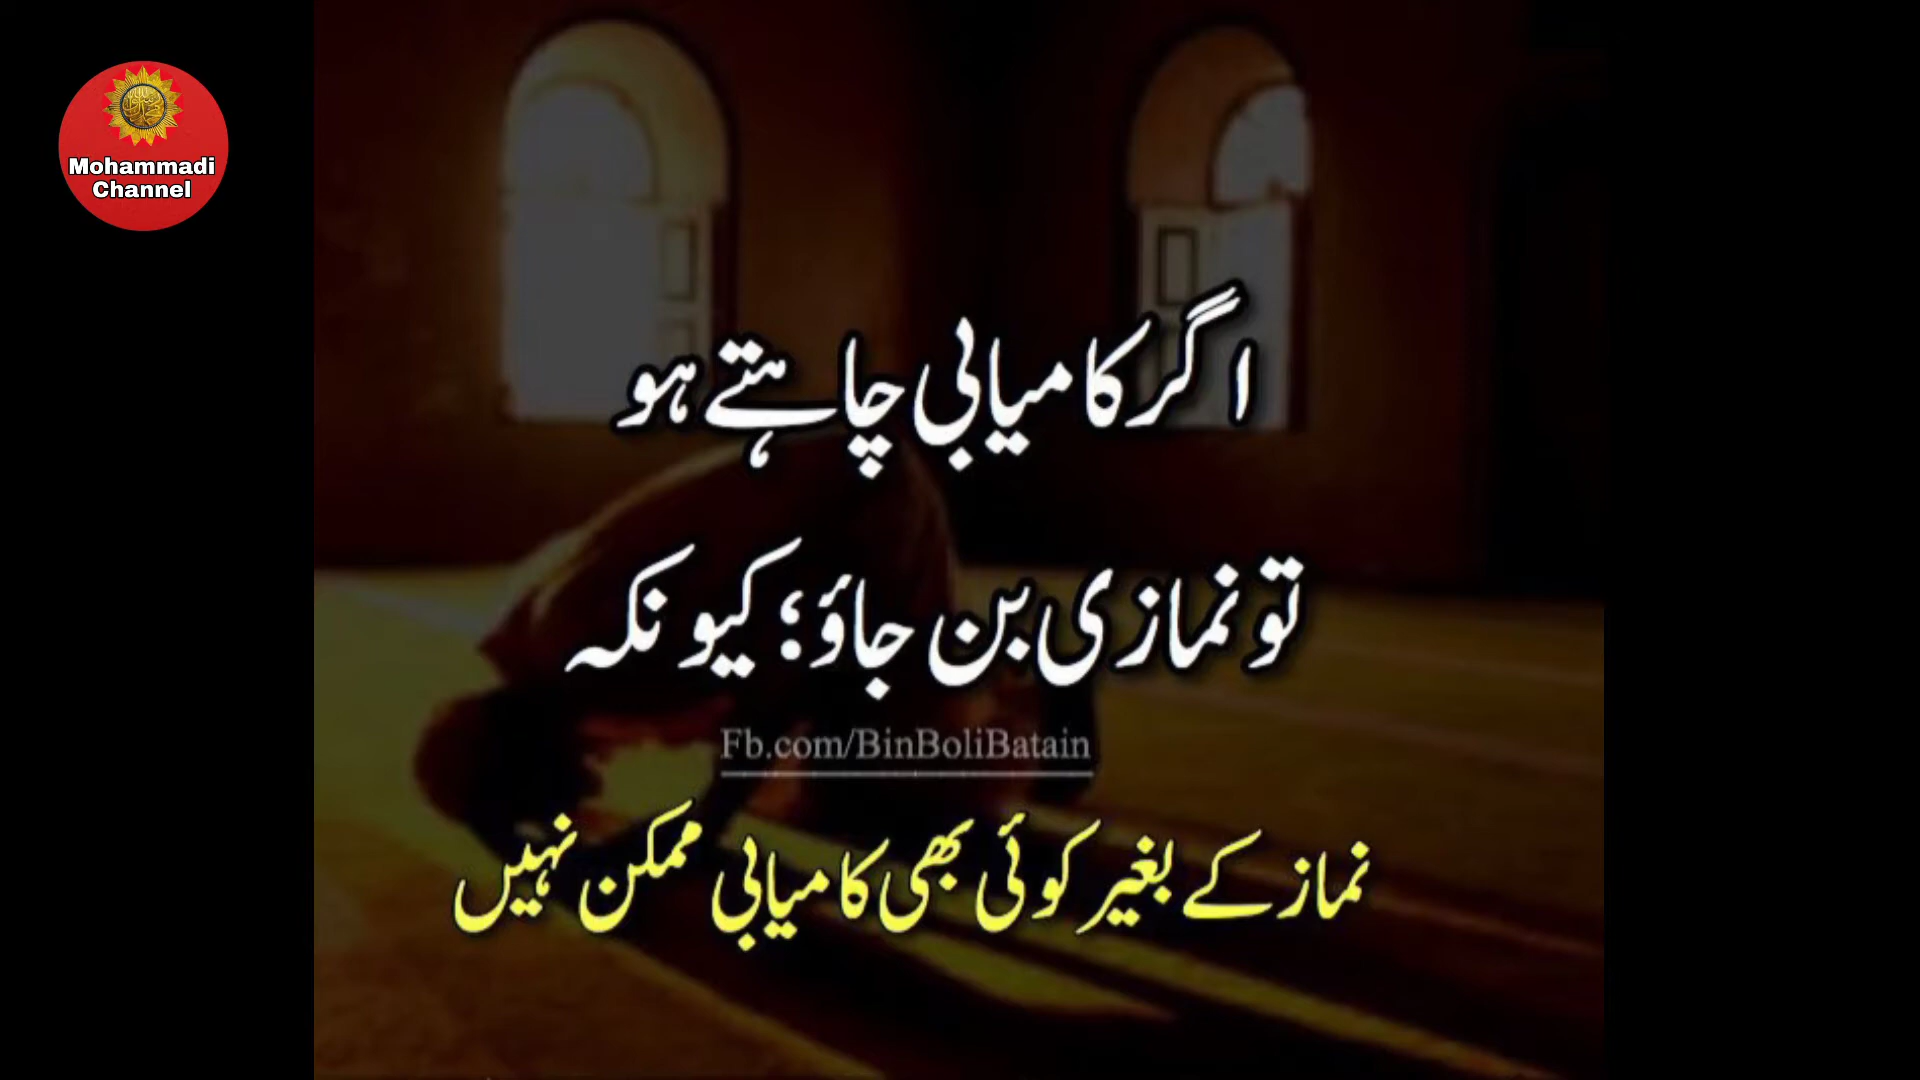 Mohammadi
Channel
اگر کامیابی چاہتے ہو
تو نمازی بن جاؤ؛ کیونکہ
Fb.com/BinBoliBatain
نماز کے بغیر کوئی بھی کامیابی ممکن نہیں